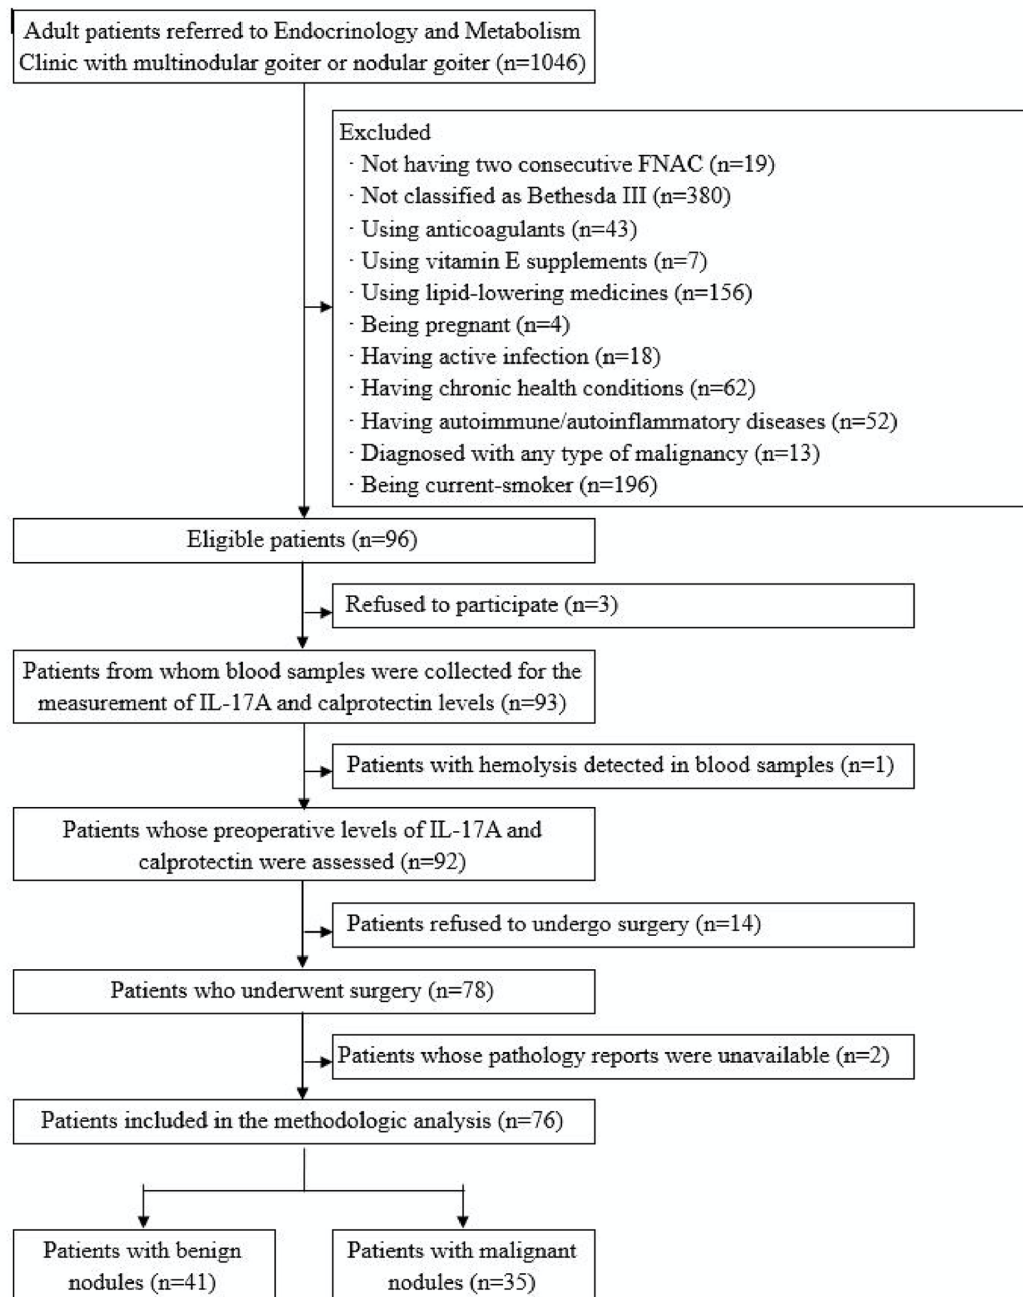 Adult patients referred to Endocrinology and Metabolism
Clinic with multinodular goiter or nodular goiter (n=1046)
Excluded
· Not having two consecutive FNAC (n=19)
· Not classified as Bethesda III (n=380)
· Using anticoagulants (n=43)
· Using vitamin E supplements (n=7)
· Using lipid-lowering medicines (n=156)
· Being pregnant (n=4)
· Having active infection (n=18)
· Having chronic health conditions (n=62)
· Having autoimmune/autoinflammatory diseases (n=52)
· Diagnosed with any type of malignancy (n=13)
· Being current-smoker (n=196)
Eligible patients (n=96)
Refused to participate (n=3)
Patients from whom blood samples were collected for the
measurement of IL-17A and calprotectin levels (n=93)
Patients with hemolysis detected in blood samples (n=1)
Patients whose preoperative levels of IL-17A and
calprotectin were assessed (n=92)
Patients refused to undergo surgery (n=14)
Patients who underwent surgery (n=78)
Patients whose pathology reports were unavailable (n=2)
Patients included in the methodologic analysis (n=76)
Patients with benign
nodules (n=41)
Patients with malignant
nodules (n=35)